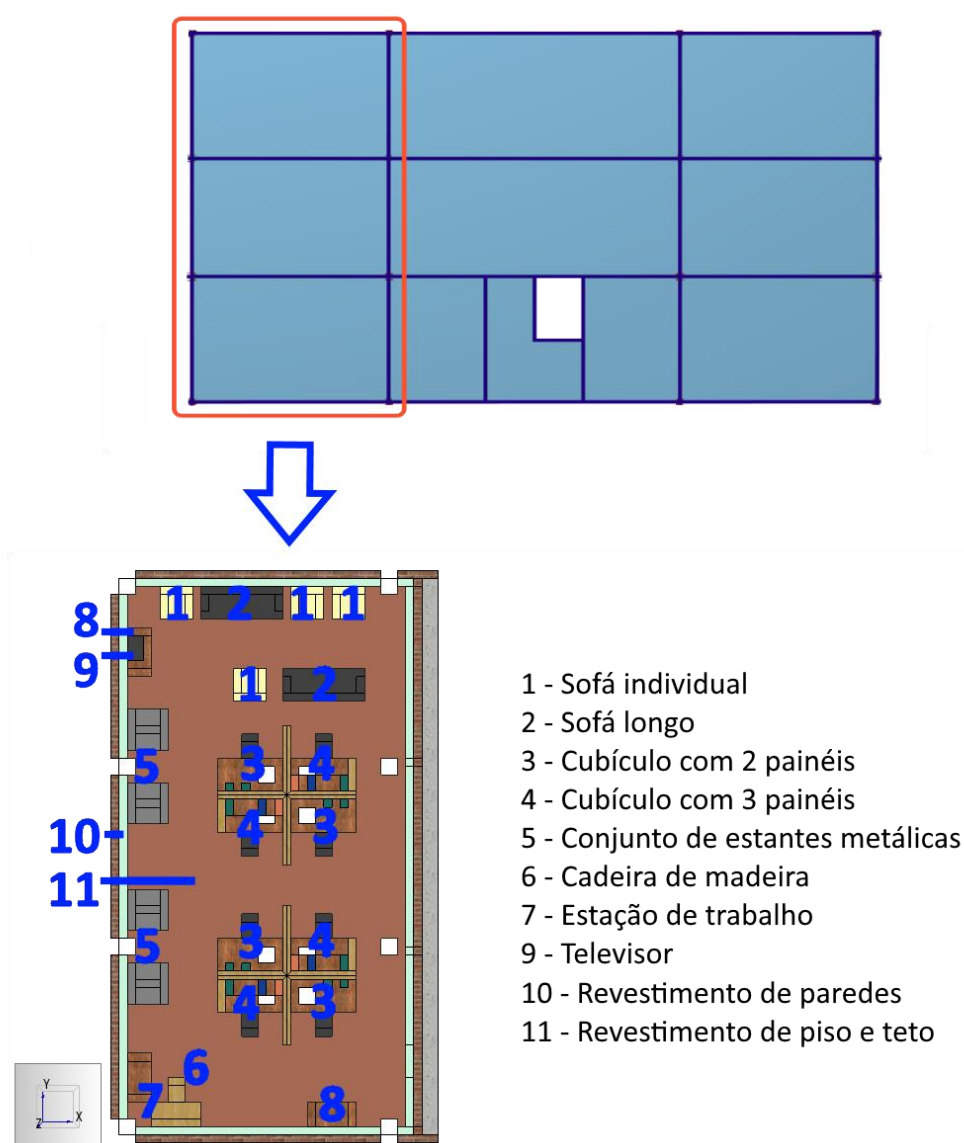 1 2 1 1
8
9
1 2
3 4
5
4 3
10
11
3 4
5
4 3
6
7 8
Y
Z X
1 - Sofá individual
2 - Sofá longo
3 - Cubículo com 2 painéis
4 - Cubículo com 3 painéis
5 - Conjunto de estantes metálicas
6 - Cadeira de madeira
7 - Estação de trabalho
9 - Televisor
10 - Revestimento de paredes
11 - Revestimento de piso e teto